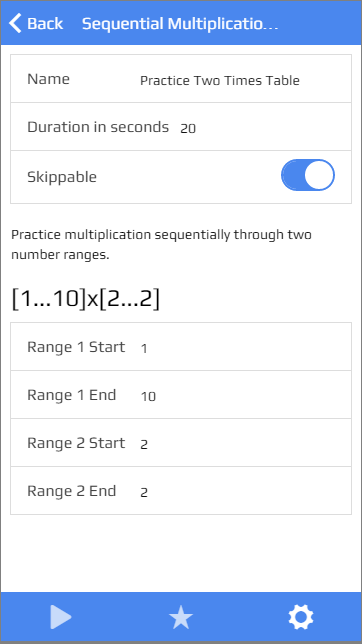 Back Sequential Multiplicatio...
Name Practice Two Times Table
Duration in seconds 20
Skippable
Practice multiplication sequentially through two
number ranges.
[1...10]x[2...2]
Range 1 Start 1
Range 1 End 10
Range 2 Start 2
Range 2 End 2